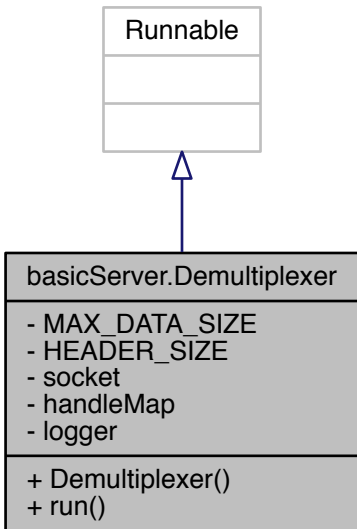 Runnable
basicServer.Demultiplexer
- MAX_DATA_SIZE
- HEADER_SIZE
- socket
- handleMap
- logger
+ Demultiplexer()
+ run()